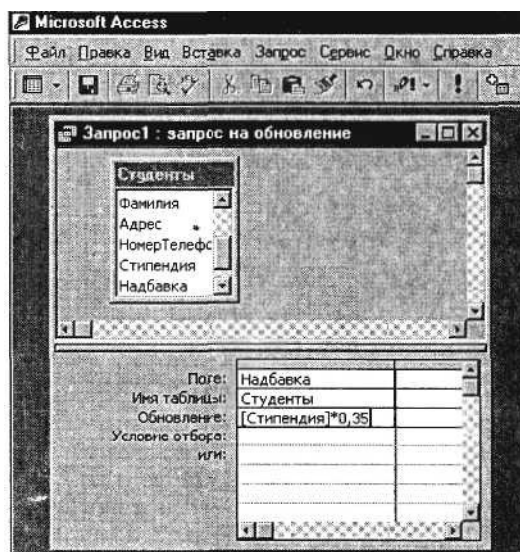 Microsoft Access
Файл Правка Вид Вставка Запрос Сервис Окно Справка
Запрос1 : запрос на обновление
Студенты
Фамилия
Адрес
НомерТелефо
Стипендия
Надбавка
Поле: Надбавка
Имя таблицы: Студенты
Обновление: [Стипендия]*0,35
Условие отбора:
или: